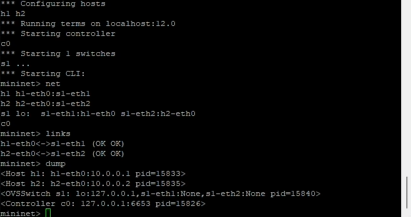 *** Configuring hosts
h1 h2
*** Running terms on localhost:12.0
*** Starting controller
c0
*** Starting 1 switches
s1 ...
*** Starting CLI:
mininet> net
h1 h1-eth0:s1-eth1
h2 h2-eth0:s1-eth2
s1 lo:  s1-eth1:h1-eth0 s1-eth2:h2-eth0
c0
mininet> links
h1-eth0<->s1-eth1 (OK OK)
h2-eth0<->s1-eth2 (OK OK)
mininet> dump
<Host h1: h1-eth0:10.0.0.1 pid=15833>
<Host h2: h2-eth0:10.0.0.2 pid=15835>
<OVSSwitch s1: lo:127.0.0.1,s1-eth1:None,s1-eth2:None pid=15840>
<Controller c0: 127.0.0.1:6653 pid=15826>
mininet>